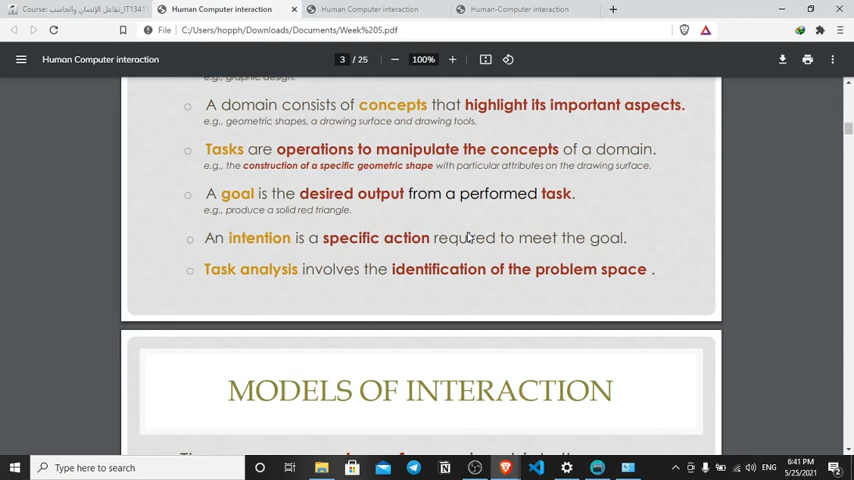 Course: تفاعل الإنسان والحاسب_IT1341
Human Computer interaction
Human Computer interaction
Human-Computer interaction
File
C:/Users/hopph/Downloads/Documents/Week%205.pdf
Human Computer interaction
3 / 25
100%
e.g., graphic design.
A domain consists of concepts that highlight its important aspects.
e.g., geometric shapes, a drawing surface and drawing tools.
Tasks are operations to manipulate the concepts of a domain.
e.g., the construction of a specific geometric shape with particular attributes on the drawing surface.
A goal is the desired output from a performed task.
e.g., produce a solid red triangle.
An intention is a specific action required to meet the goal.
Task analysis involves the identification of the problem space .
MODELS OF INTERACTION
Type here to search
ENG
6:41 PM
5/25/2021
2